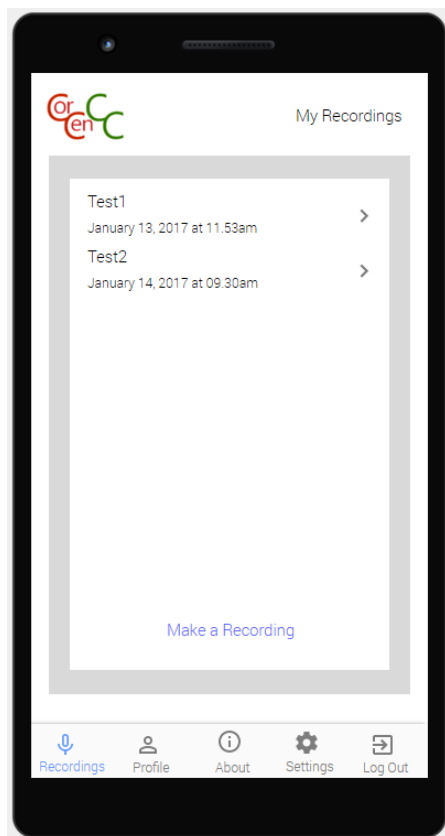 CorCenCC
My Recordings
Test1
January 13, 2017 at 11.53am
Test2
January 14, 2017 at 09.30am
Make a Recording
Recordings Profile About Settings Log Out